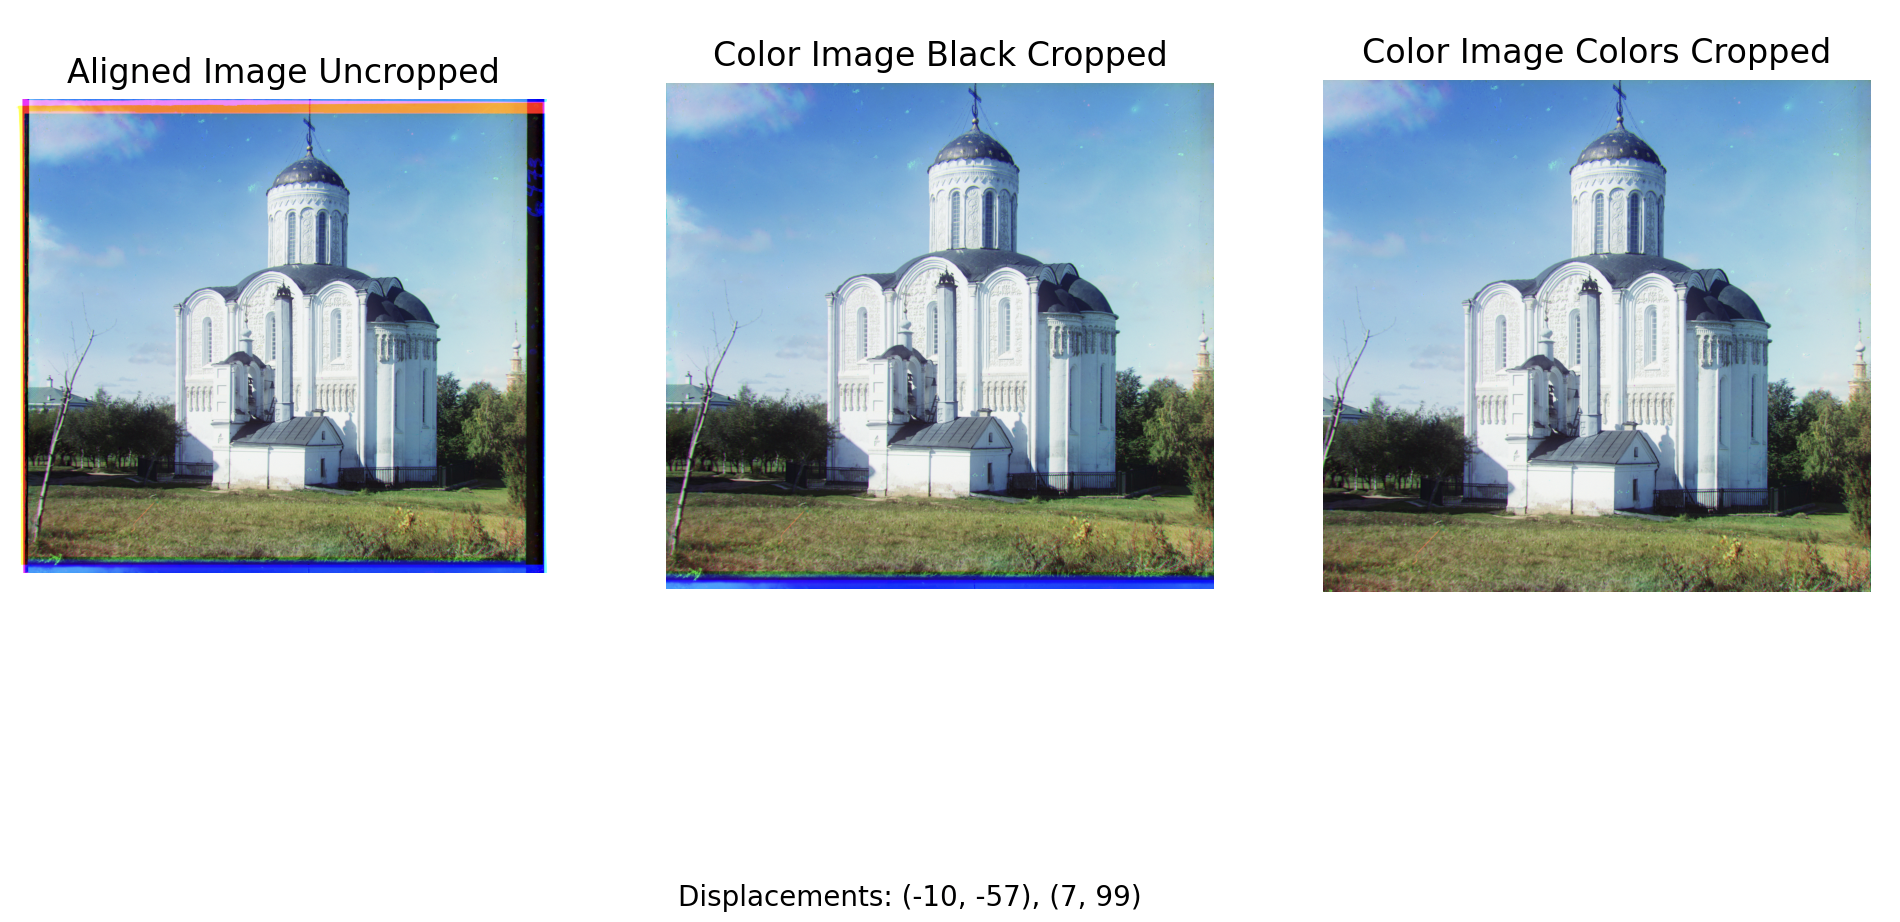 Aligned Image Uncropped
Color Image Black Cropped
Color Image Colors Cropped
Displacements: (-10, -57), (7, 99)